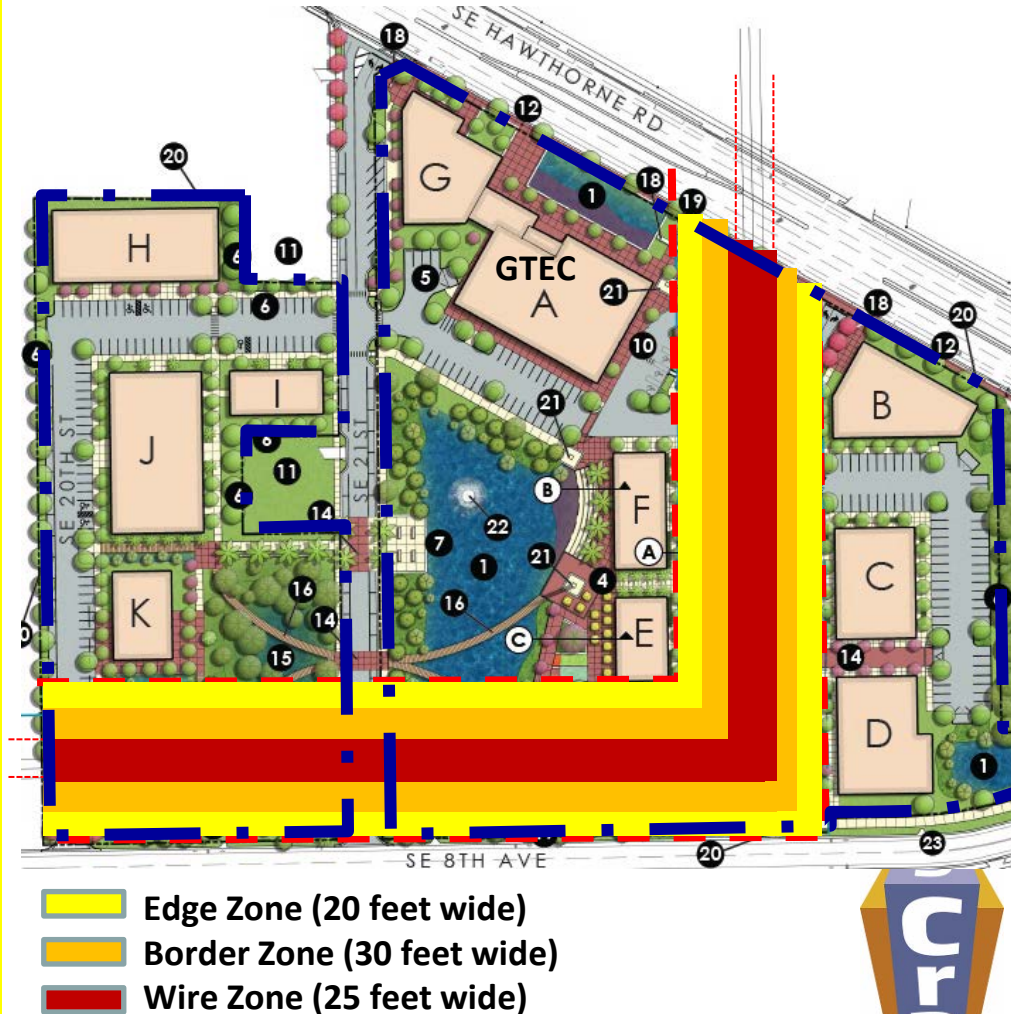 SE HAWTHORNE RD
18
12
20
G
1
18
19
H
6
11
GTEC
5
A
21
18
20
12
6
10
6
B
I
21
J
SE 20TH ST
6
11
SE 21ST
B
F
6
14
22
7
A
C
1
21
4
16
16
K
14
C
E
15
14
D
1
SE 8TH AVE
20
23
Edge Zone (20 feet wide)
Border Zone (30 feet wide)
Wire Zone (25 feet wide)
c
r